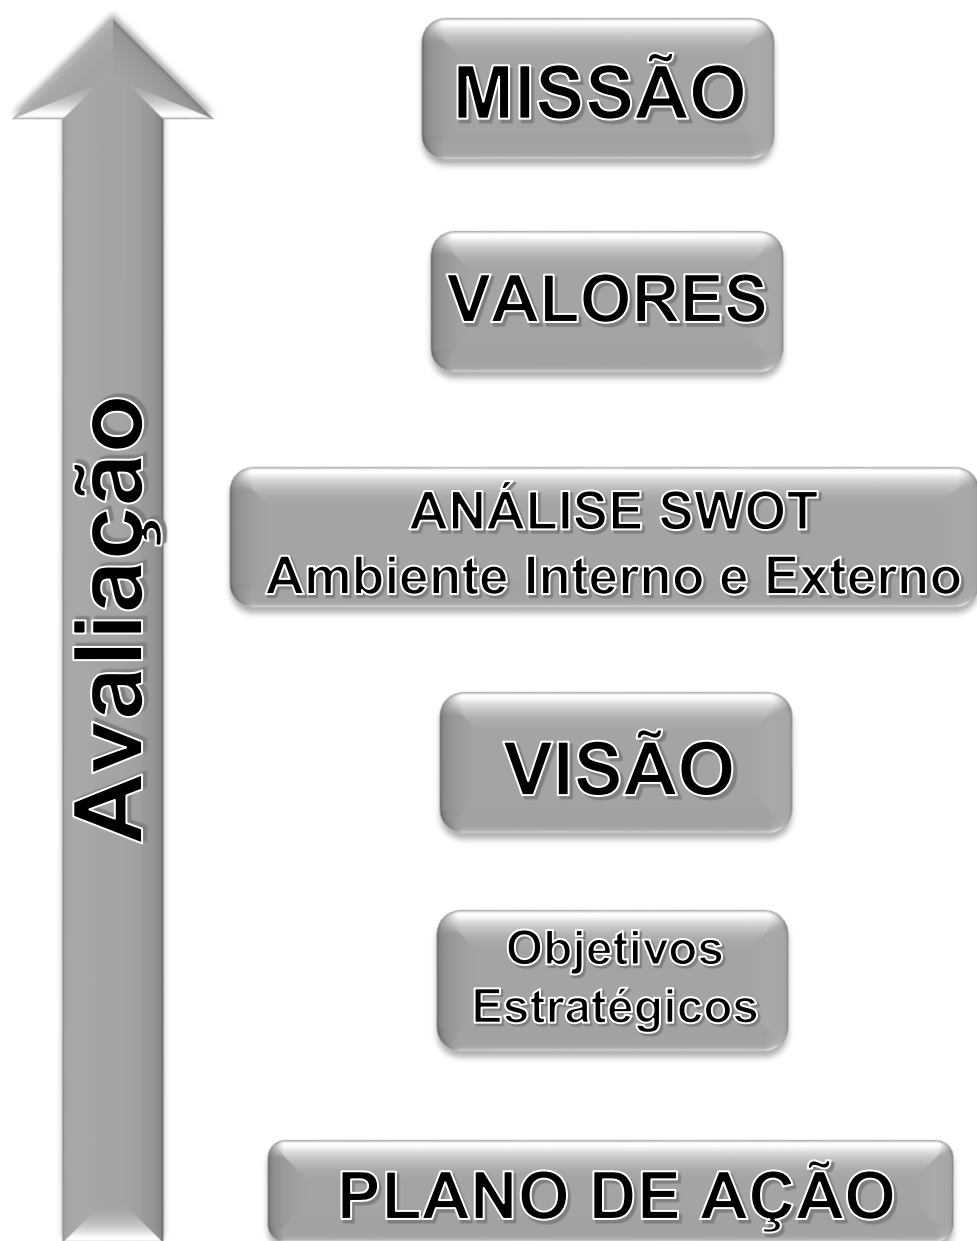 MISSÃO
VALORES
Avaliação
ANÁLISE SWOT
Ambiente Interno e Externo
VISÃO
Objetivos
Estratégicos
PLANO DE AÇÃO